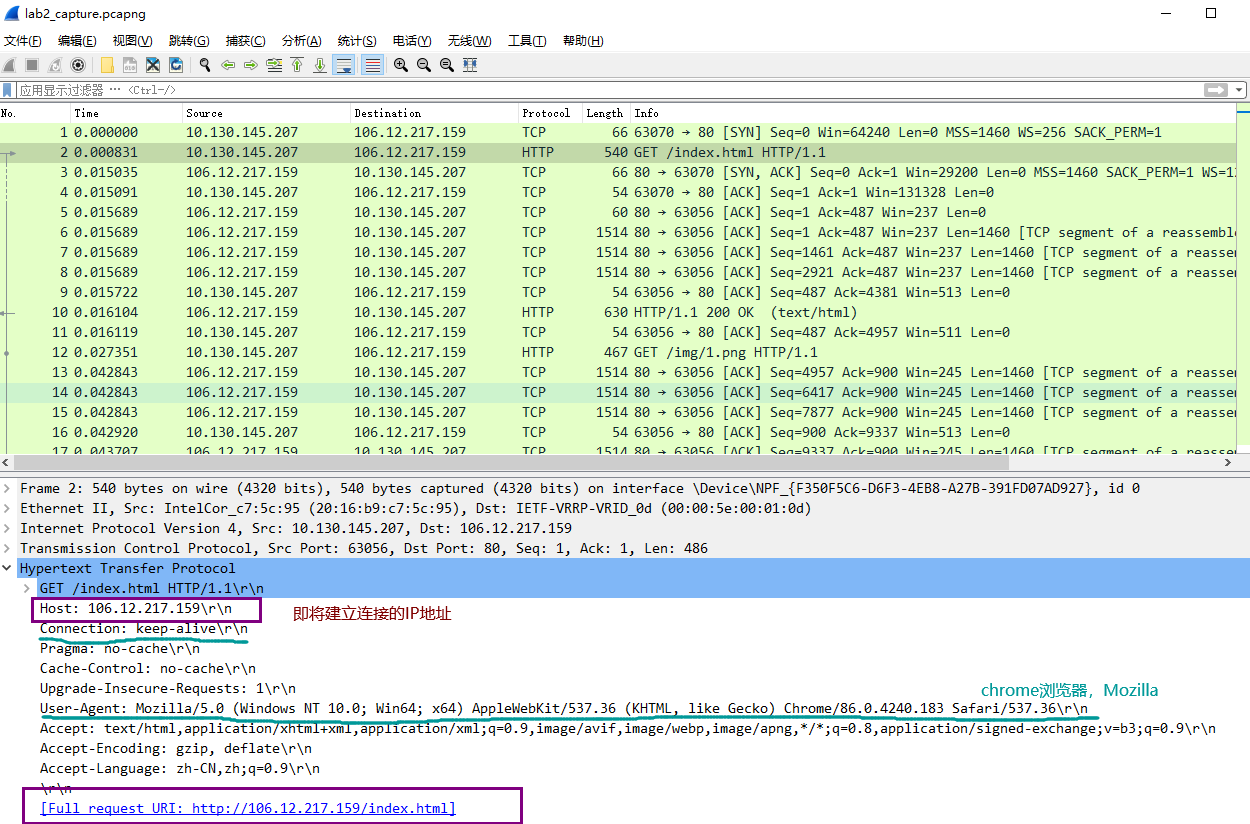 lab2_capture.pcapng
文件(F) 编辑(E) 视图(V) 跳转(G) 捕获(C) 分析(A) 统计(S) 电话(Y) 无线(W) 工具(T) 帮助(H)
应用显示过滤器 … <Ctrl-/>
No. Time Source Destination Protocol Length Info
1 0.000000 10.130.145.207 106.12.217.159 TCP 66 63070 → 80 [SYN] Seq=0 Win=64240 Len=0 MSS=1460 WS=256 SACK_PERM=1
2 0.000831 10.130.145.207 106.12.217.159 HTTP 540 GET /index.html HTTP/1.1
3 0.015035 106.12.217.159 10.130.145.207 TCP 66 80 → 63070 [SYN, ACK] Seq=0 Ack=1 Win=29200 Len=0 MSS=1460 SACK_PERM=1
4 0.015091 10.130.145.207 106.12.217.159 TCP 54 63070 → 80 [ACK] Seq=1 Ack=1 Win=131328 Len=0
5 0.015689 106.12.217.159 10.130.145.207 TCP 60 80 → 63056 [ACK] Seq=1 Ack=487 Win=237 Len=0
6 0.015689 106.12.217.159 10.130.145.207 TCP 1514 80 → 63056 [ACK] Seq=1 Ack=487 Win=237 Len=1460 [TCP segment of a reassemble
7 0.015689 106.12.217.159 10.130.145.207 TCP 1514 80 → 63056 [ACK] Seq=1461 Ack=487 Win=237 Len=1460 [TCP segment of a reasse
8 0.015689 106.12.217.159 10.130.145.207 TCP 1514 80 → 63056 [ACK] Seq=2921 Ack=487 Win=237 Len=1460 [TCP segment of a reasse
9 0.015722 10.130.145.207 106.12.217.159 TCP 54 63056 → 80 [ACK] Seq=487 Ack=4381 Win=513 Len=0
10 0.016104 106.12.217.159 10.130.145.207 HTTP 630 HTTP/1.1 200 OK (text/html)
11 0.016119 10.130.145.207 106.12.217.159 TCP 54 63056 → 80 [ACK] Seq=487 Ack=4957 Win=511 Len=0
12 0.027351 10.130.145.207 106.12.217.159 HTTP 467 GET /img/1.png HTTP/1.1
13 0.042843 106.12.217.159 10.130.145.207 TCP 1514 80 → 63056 [ACK] Seq=4957 Ack=900 Win=245 Len=1460 [TCP segment of a reasse
14 0.042843 106.12.217.159 10.130.145.207 TCP 1514 80 → 63056 [ACK] Seq=6417 Ack=900 Win=245 Len=1460 [TCP segment of a reasse
15 0.042843 106.12.217.159 10.130.145.207 TCP 1514 80 → 63056 [ACK] Seq=7877 Ack=900 Win=245 Len=1460 [TCP segment of a reasse
16 0.042920 10.130.145.207 106.12.217.159 TCP 54 63056 → 80 [ACK] Seq=900 Ack=9337 Win=513 Len=0
17 0.043707 106.12.217.159 10.130.145.207 TCP 1514 80 → 63056 [ACK] Seq=9337 Ack=900 Win=245 Len=1460 [TCP segment of a reasse
Frame 2: 540 bytes on wire (4320 bits), 540 bytes captured (4320 bits) on interface \Device\NPF_{F350F5C6-D6F3-4EB8-A27B-391FD07AD927}, id 0
Ethernet II, Src: IntelCor_c7:5c:95 (20:16:b9:c7:5c:95), Dst: IETF-VRRP-VRID_0d (00:00:5e:00:01:0d)
Internet Protocol Version 4, Src: 10.130.145.207, Dst: 106.12.217.159
Transmission Control Protocol, Src Port: 63056, Dst Port: 80, Seq: 1, Ack: 1, Len: 486
Hypertext Transfer Protocol
GET /index.html HTTP/1.1\r\n
Host: 106.12.217.159\r\n 即将建立连接的IP地址
Connection: keep-alive\r\n
Pragma: no-cache\r\n
Cache-Control: no-cache\r\n
Upgrade-Insecure-Requests: 1\r\n
chrome浏览器，Mozilla
User-Agent: Mozilla/5.0 (Windows NT 10.0; Win64; x64) AppleWebKit/537.36 (KHTML, like Gecko) Chrome/86.0.4240.183 Safari/537.36\r\n
Accept: text/html,application/xhtml+xml,application/xml;q=0.9,image/avif,image/webp,image/apng,*/*;q=0.8,application/signed-exchange;v=b3;q=0.9\r\n
Accept-Encoding: gzip, deflate\r\n
Accept-Language: zh-CN,zh;q=0.9\r\n
\r\n
[Full request URI: http://106.12.217.159/index.html]